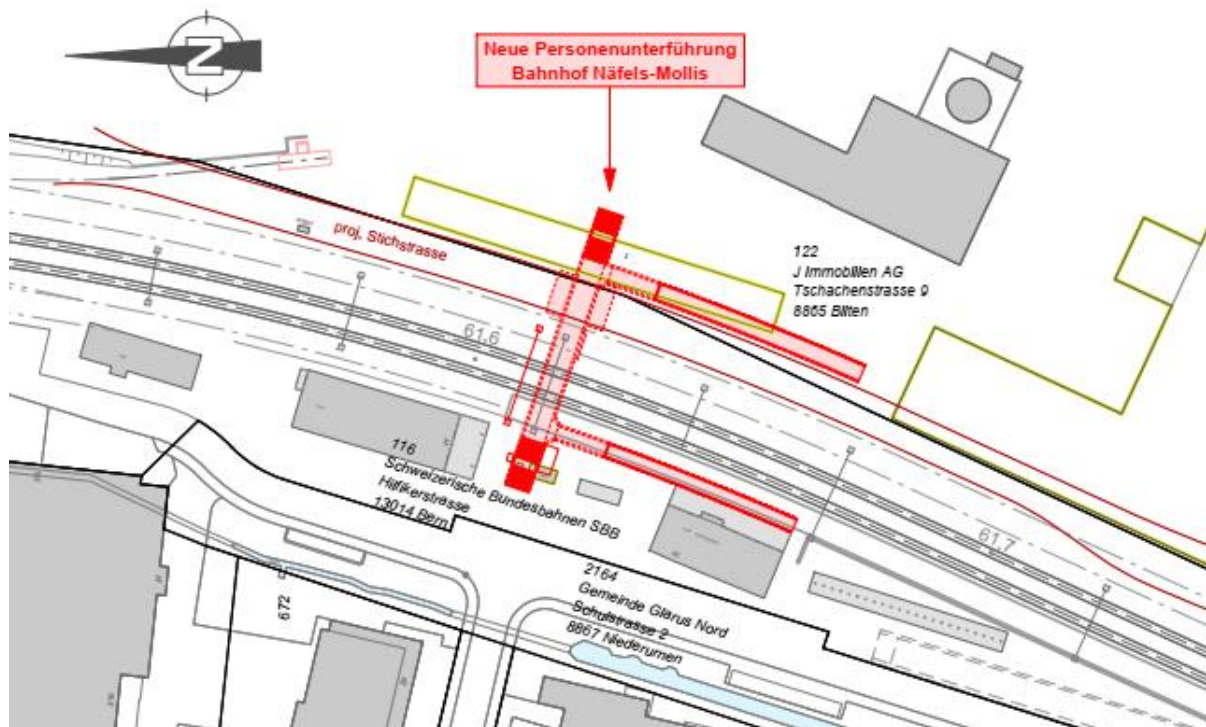 N
Neue Personenunterführung
Bahnhof Näfels-Mollis
proj. Stichstrasse
122
J Immobilien AG
Tschachenstrasse 9
8865 Bilten
61.6
116
Schweizerische Bundesbahnen SBB
Hilfikerstrasse
13014 Bern
61.7
2164
Gemeinde Glarus Nord
Schulstrasse 2
8867 Niederurnen
672